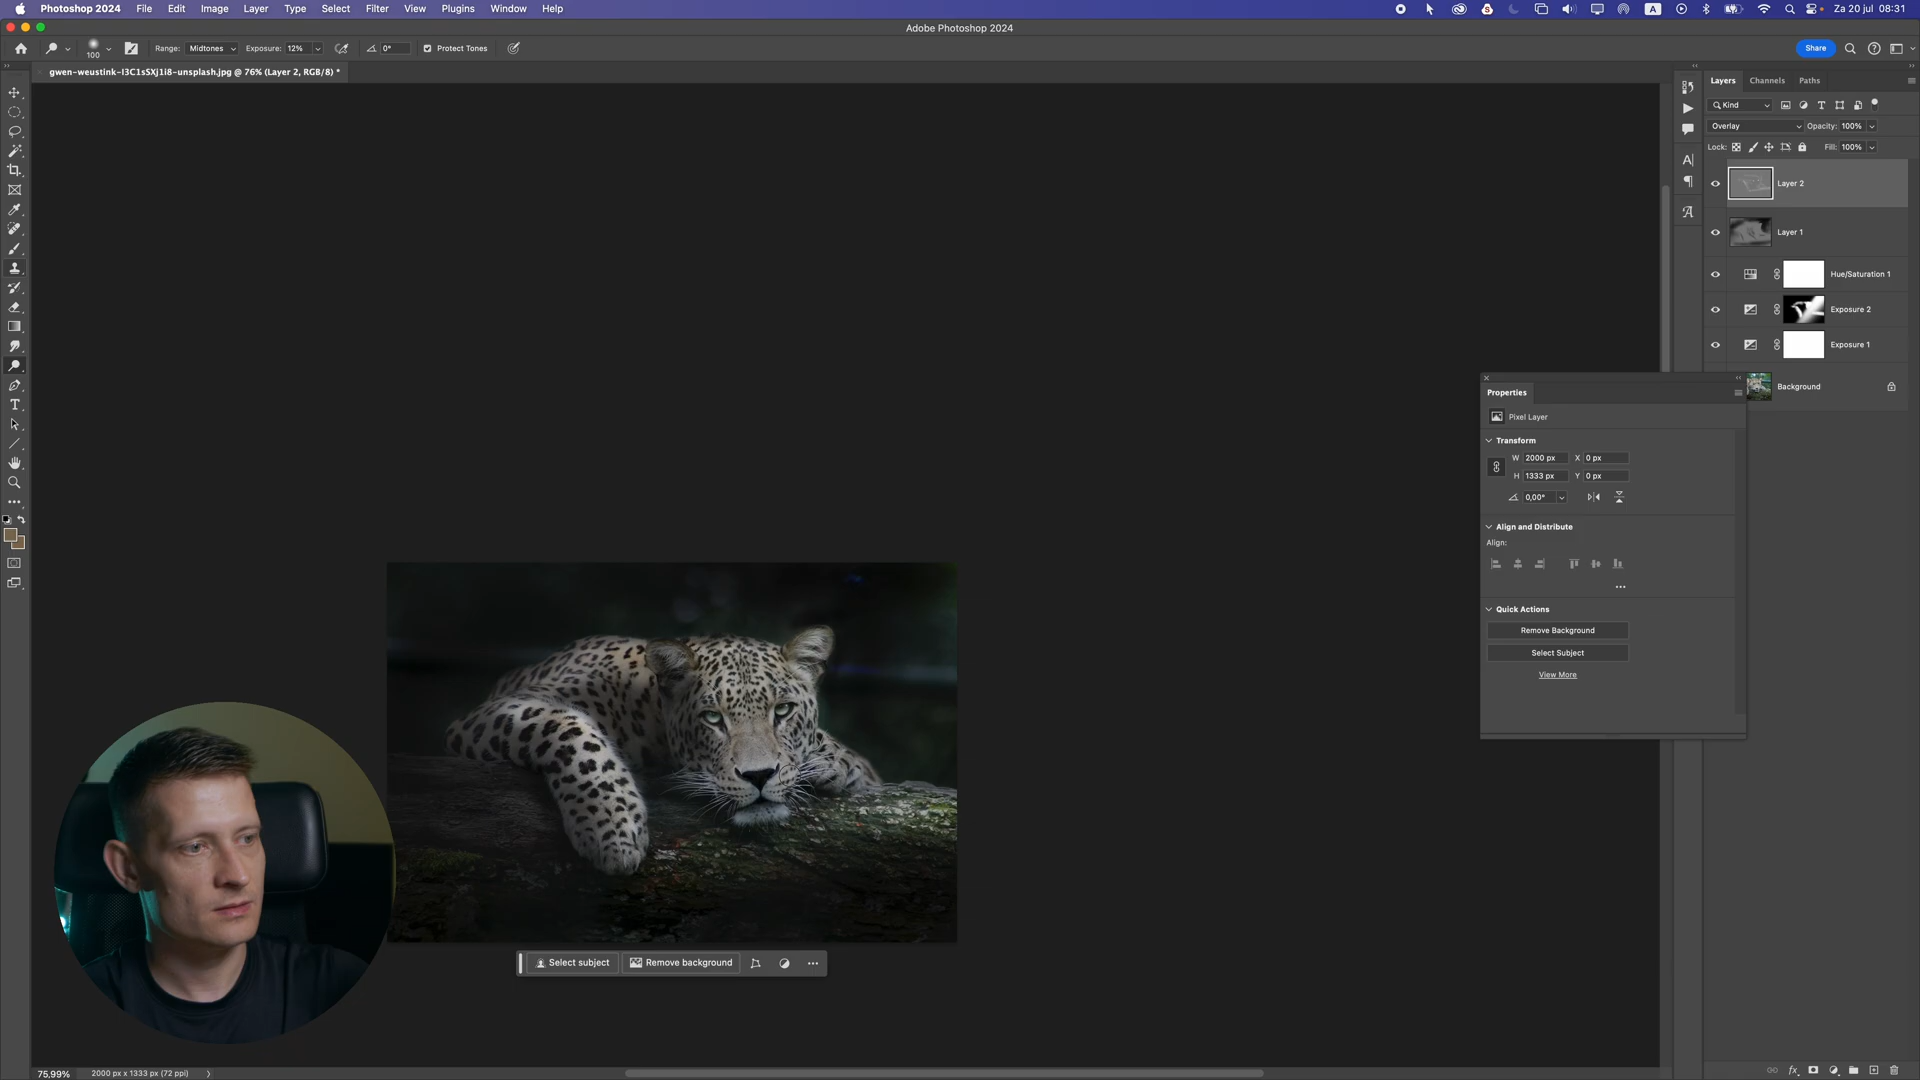 Photoshop 2024 File Edit Image Layer Type Select Filter View Plugins Window Help
A Za 20 jul 08:31
Adobe Photoshop 2024
100 Range: Midtones Exposure: 12% 0° Protect Tones Share
gwen-weustink-I3C1sSXj1i8-unsplash.jpg @ 76% (Layer 2, RGB/8) *
Layers Channels Paths
Kind
Overlay Opacity: 100%
Lock: Fill: 100%
Layer 2
Layer 1
Hue/Saturation 1
Exposure 2
Exposure 1
Background
Properties
Pixel Layer
Transform
W 2000 px X 0 px
H 1333 px Y 0 px
0,00°
Align and Distribute
Align:
Quick Actions
Remove Background
Select Subject
View More
Select subject Remove background
75,99% 2000 px x 1333 px (72 ppi)